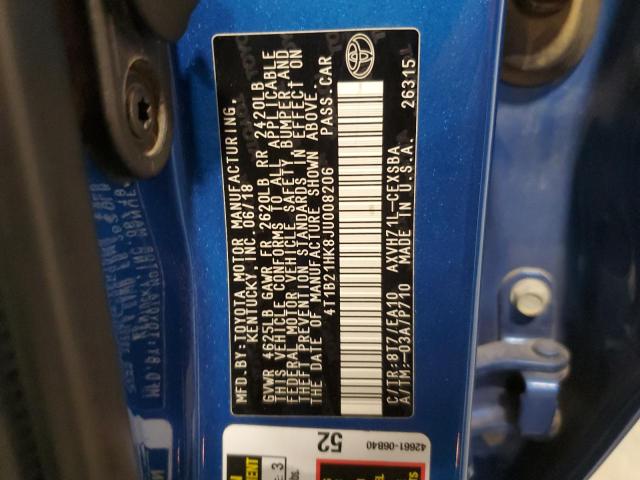 MFD.BY:TOYOTA MOTOR MANUFACTURING,
KENTUCKY, INC. 06/18
GVWR 4625LB GAWR FR 2620LB RR 2420LB
THIS VEHICLE CONFORMS TO ALL APPLICABLE
FEDERAL MOTOR VEHICLE SAFETY, BUMPER, AND
THEFT PREVENTION STANDARDS IN EFFECT ON
THE DATE OF MANUFACTURE SHOWN ABOVE.
4T1B21HK8JU008206 PASS.CAR
C/TR:8T7/EA10 AXVH71L-CEXSBA
A/TM:-03A/P710 MADE IN U.S.A. 26315
52
42661-06840